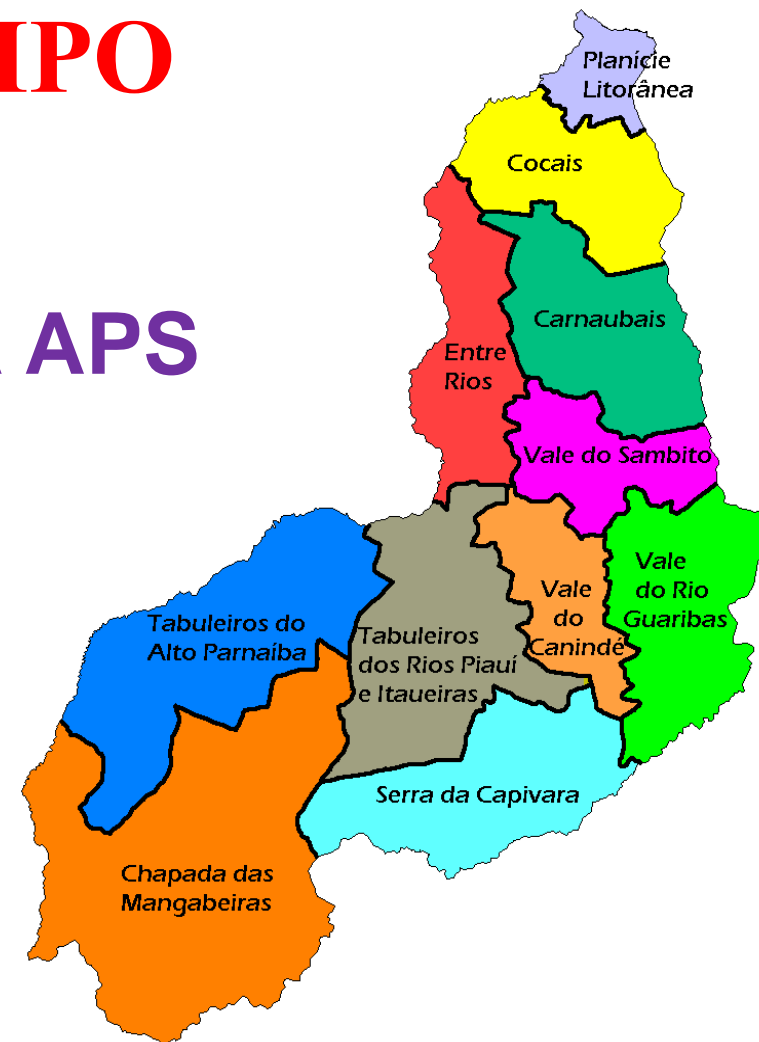 IPO
APS
Planície
Litorânea
Cocais
Carnaubais
Entre
Rios
Vale do Sambito
Vale
do Rio
Guaribas
Vale
do
Canindé
Tabuleiros do
Alto Parnaíba
Tabuleiros
dos Rios Piauí
e Itaueiras
Serra da Capivara
Chapada das
Mangabeiras